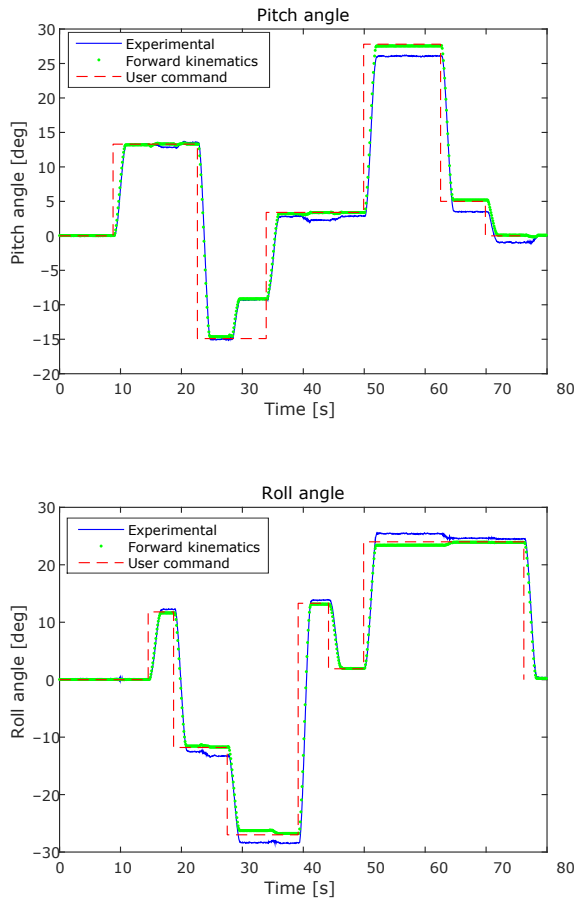 Pitch angle
Experimental
Forward kinematics
User command
Pitch angle [deg]
30
25
20
15
10
5
0
−5
−10
−15
−20
0 10 20 30 40 50 60 70 80
Time [s]
Roll angle
Experimental
Forward kinematics
User command
Roll angle [deg]
30
20
10
0
−10
−20
−30
0 10 20 30 40 50 60 70 80
Time [s]